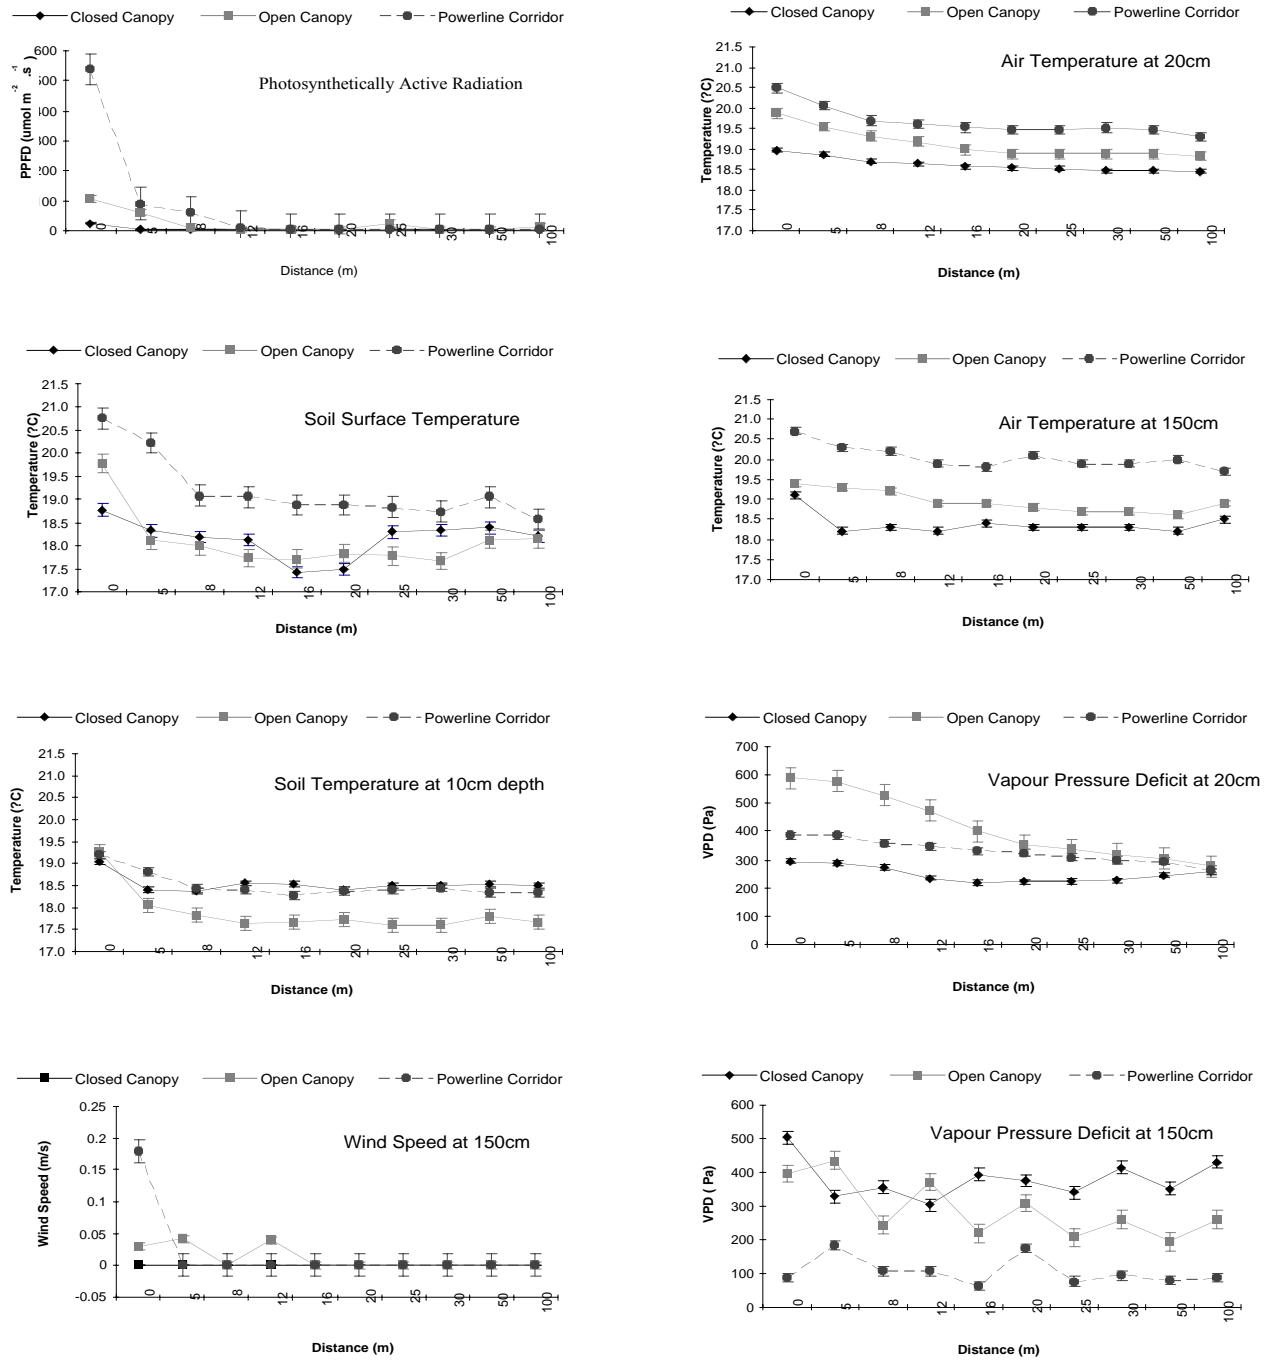 Closed Canopy Open Canopy Powerline Corridor
Photosynthetically Active Radiation
PPFD (umol m⁻² .s⁻¹)
600
500
400
300
200
100
0
0 5 8 12 16 20 25 30 50 100
Distance (m)
Closed Canopy Open Canopy Powerline Corridor
Air Temperature at 20cm
Temperature (?C)
21.5
21.0
20.5
20.0
19.5
19.0
18.5
18.0
17.5
17.0
0 5 8 12 16 20 25 30 50 100
Distance (m)
Closed Canopy Open Canopy Powerline Corridor
Soil Surface Temperature
Temperature (?C)
21.5
21.0
20.5
20.0
19.5
19.0
18.5
18.0
17.5
17.0
0 5 8 12 16 20 25 30 50 100
Distance (m)
Closed Canopy Open Canopy Powerline Corridor
Air Temperature at 150cm
Temperature (?C)
21.5
21.0
20.5
20.0
19.5
19.0
18.5
18.0
17.5
17.0
0 5 8 12 16 20 25 30 50 100
Distance (m)
Closed Canopy Open Canopy Powerline Corridor
Soil Temperature at 10cm depth
Temperature (?C)
21.5
21.0
20.5
20.0
19.5
19.0
18.5
18.0
17.5
17.0
0 5 8 12 16 20 25 30 50 100
Distance (m)
Closed Canopy Open Canopy Powerline Corridor
Vapour Pressure Deficit at 20cm
VPD (Pa)
700
600
500
400
300
200
100
0
0 5 8 12 16 20 25 30 50 100
Distance (m)
Closed Canopy Open Canopy Powerline Corridor
Wind Speed at 150cm
Wind Speed (m/s)
0.25
0.2
0.15
0.1
0.05
0
-0.05
0 5 8 12 16 20 25 30 50 100
Distance (m)
Closed Canopy Open Canopy Powerline Corridor
Vapour Pressure Deficit at 150cm
VPD ( Pa)
600
500
400
300
200
100
0
0 5 8 12 16 20 25 30 50 100
Distance (m)